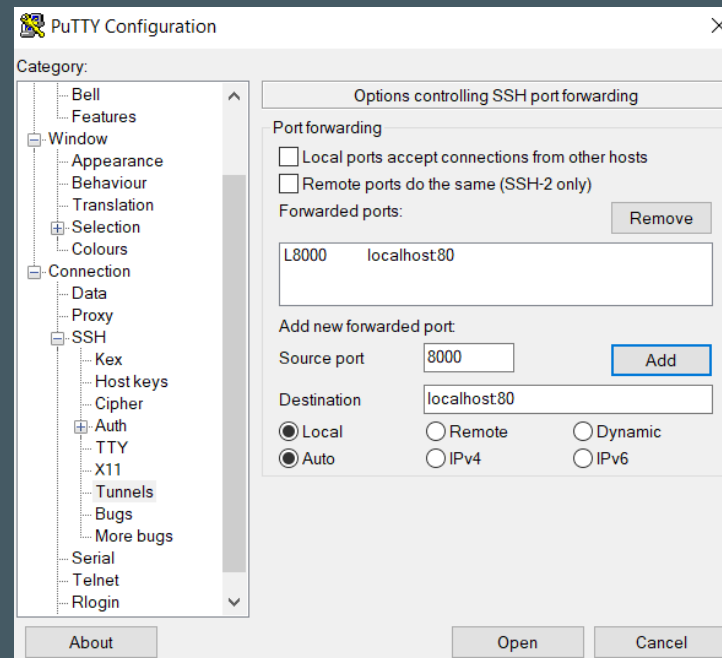 PuTTY Configuration
Category:
Bell
Features
Window
Appearance
Behaviour
Translation
Selection
Colours
Connection
Data
Proxy
SSH
Kex
Host keys
Cipher
Auth
TTY
X11
Tunnels
Bugs
More bugs
Serial
Telnet
Rlogin
Options controlling SSH port forwarding
Port forwarding
Local ports accept connections from other hosts
Remote ports do the same (SSH-2 only)
Forwarded ports:
Remove
L8000 localhost:80
Add new forwarded port:
Source port 8000 Add
Destination localhost:80
Local Remote Dynamic
Auto IPv4 IPv6
About Open Cancel